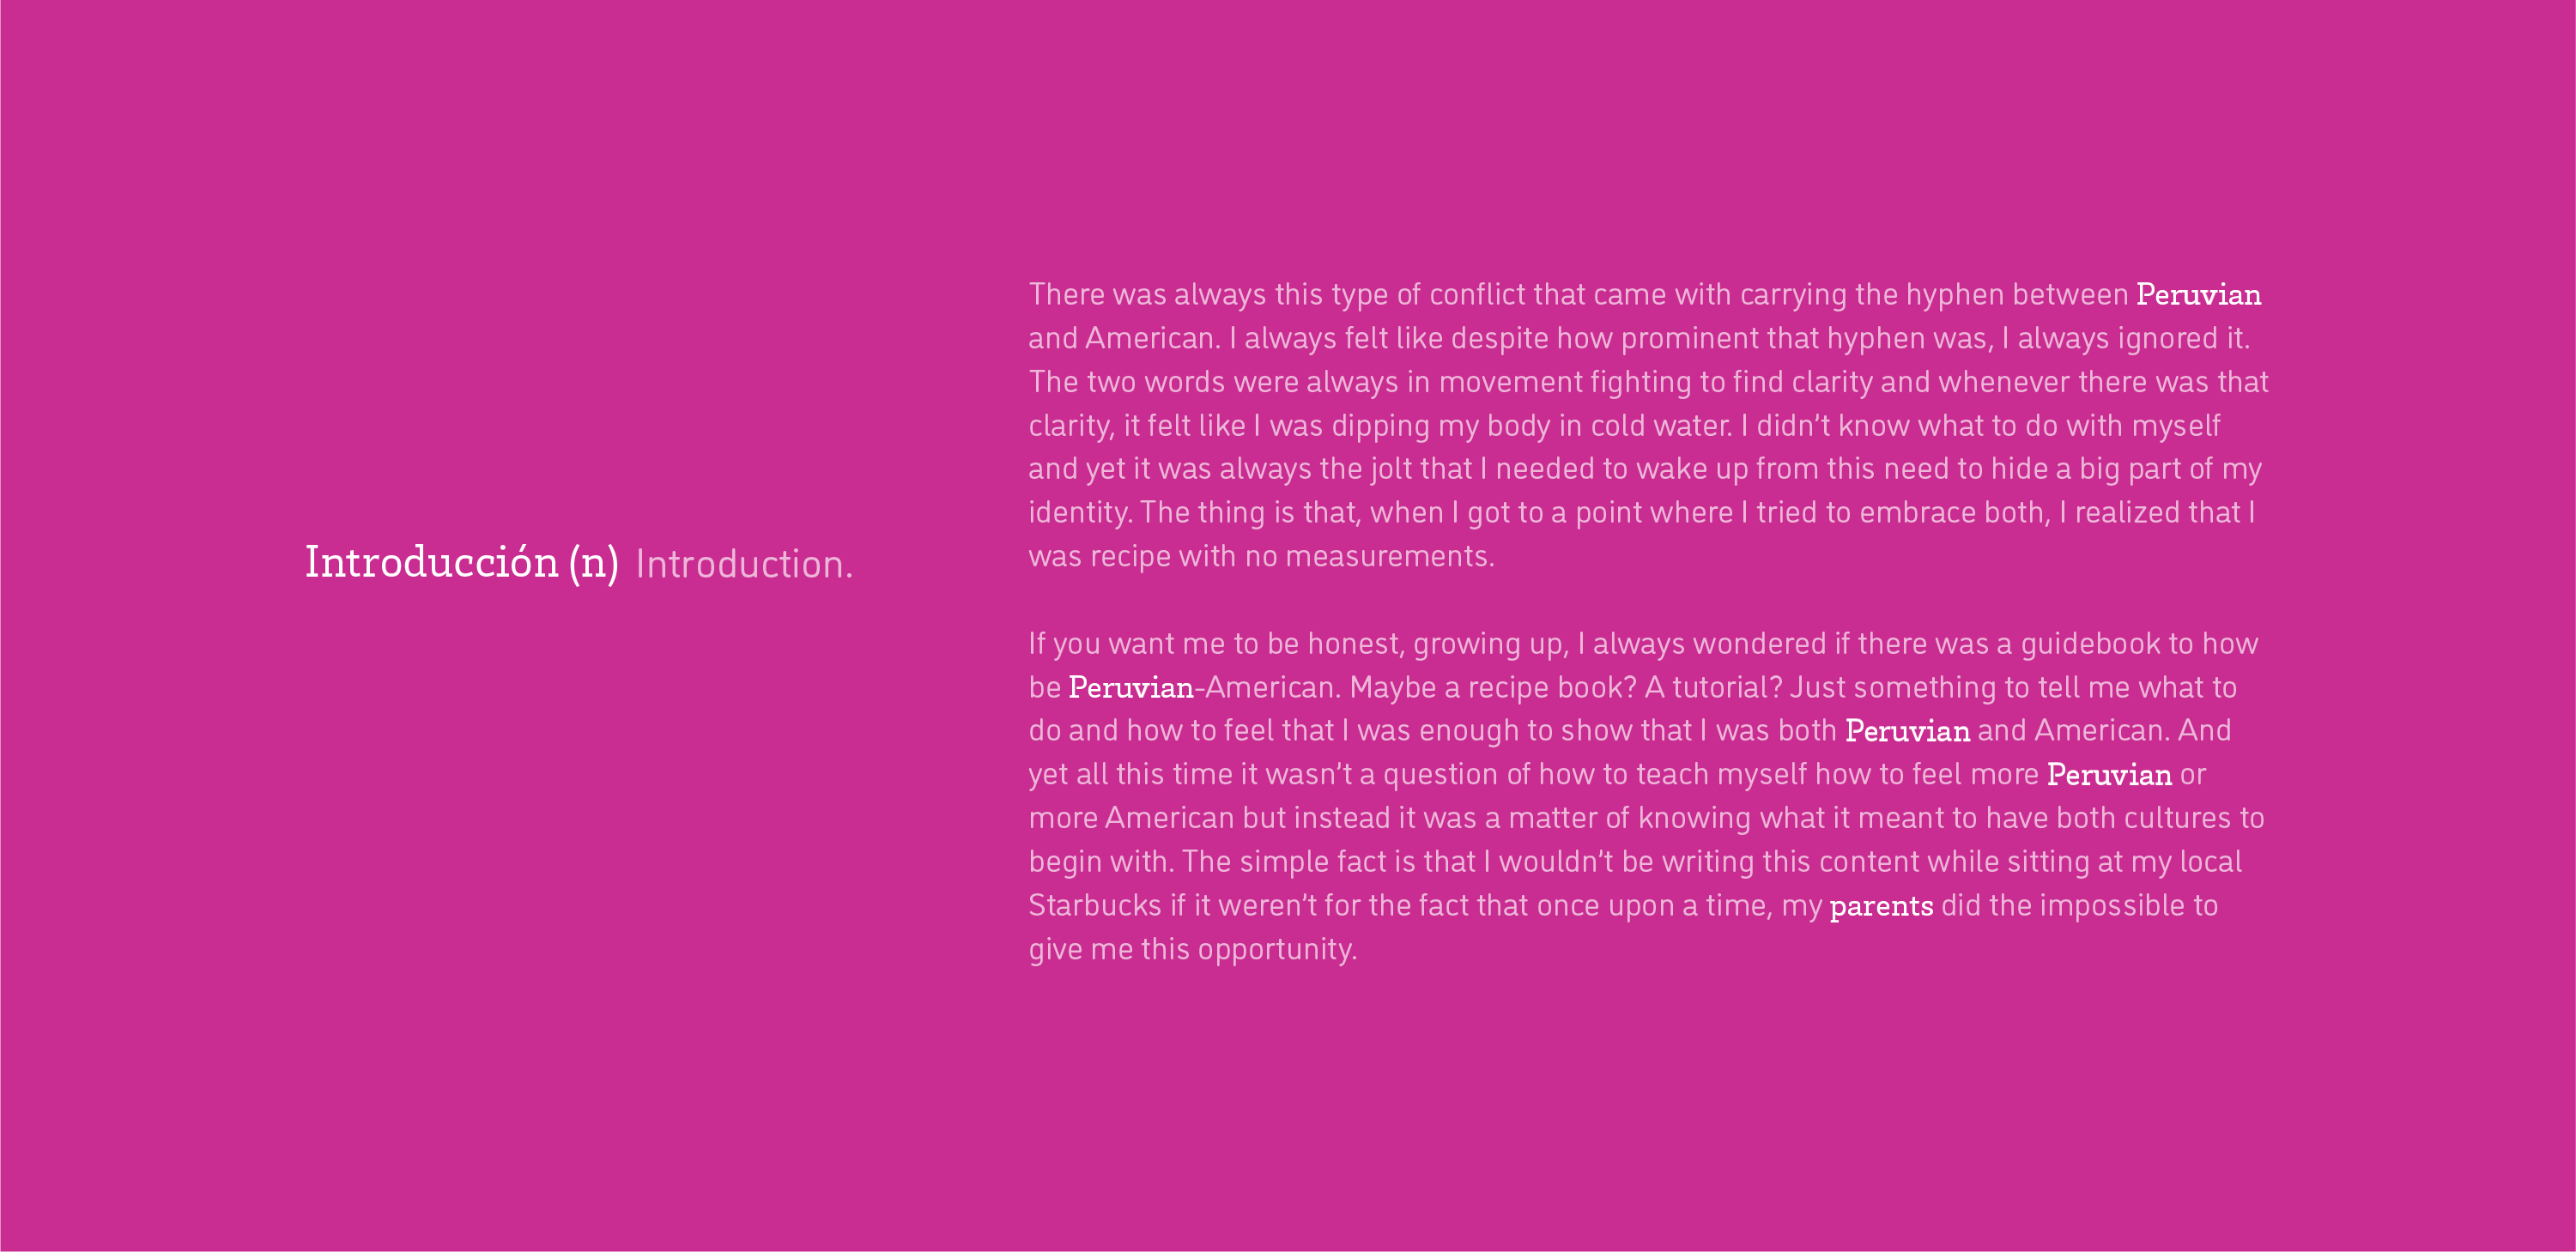 Introducción (n) Introduction.
There was always this type of conflict that came with carrying the hyphen between Peruvian
and American. I always felt like despite how prominent that hyphen was, I always ignored it.
The two words were always in movement fighting to find clarity and whenever there was that
clarity, it felt like I was dipping my body in cold water. I didn’t know what to do with myself
and yet it was always the jolt that I needed to wake up from this need to hide a big part of my
identity. The thing is that, when I got to a point where I tried to embrace both, I realized that I
was recipe with no measurements.
If you want me to be honest, growing up, I always wondered if there was a guidebook to how
be Peruvian-American. Maybe a recipe book? A tutorial? Just something to tell me what to
do and how to feel that I was enough to show that I was both Peruvian and American. And
yet all this time it wasn’t a question of how to teach myself how to feel more Peruvian or
more American but instead it was a matter of knowing what it meant to have both cultures to
begin with. The simple fact is that I wouldn’t be writing this content while sitting at my local
Starbucks if it weren’t for the fact that once upon a time, my parents did the impossible to
give me this opportunity.